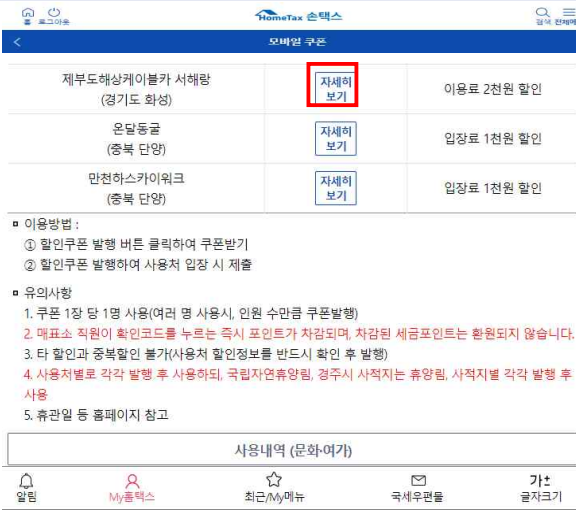 홈 로그아웃 HomeTax 손택스 검색 전체메
모바일 쿠폰
제부도해상케이블카 서해랑
(경기도 화성)
자세히
보기
이용료 2천원 할인
온달동굴
(충북 단양)
자세히
보기
입장료 1천원 할인
만천하스카이워크
(충북 단양)
자세히
보기
입장료 1천원 할인
이용방법 :
① 할인쿠폰 발행 버튼 클릭하여 쿠폰받기
② 할인쿠폰 발행하여 사용처 입장 시 제출
유의사항
1. 쿠폰 1장 당 1명 사용(여러 명 사용시, 인원 수만큼 쿠폰발행)
2. 매표소 직원이 확인코드를 누르는 즉시 포인트가 차감되며, 차감된 세금포인트는 환원되지 않습니다.
3. 타 할인과 중복할인 불가(사용처 할인정보를 반드시 확인 후 발행)
4. 사용처별로 각각 발행 후 사용하되, 국립자연휴양림, 경주시 사적지는 휴양림, 사적지별 각각 발행 후
사용
5. 휴관일 등 홈페이지 참고
사용내역 (문화·여가)
알림 My홈택스 최근/My메뉴 국세우편물 가± 글자크기